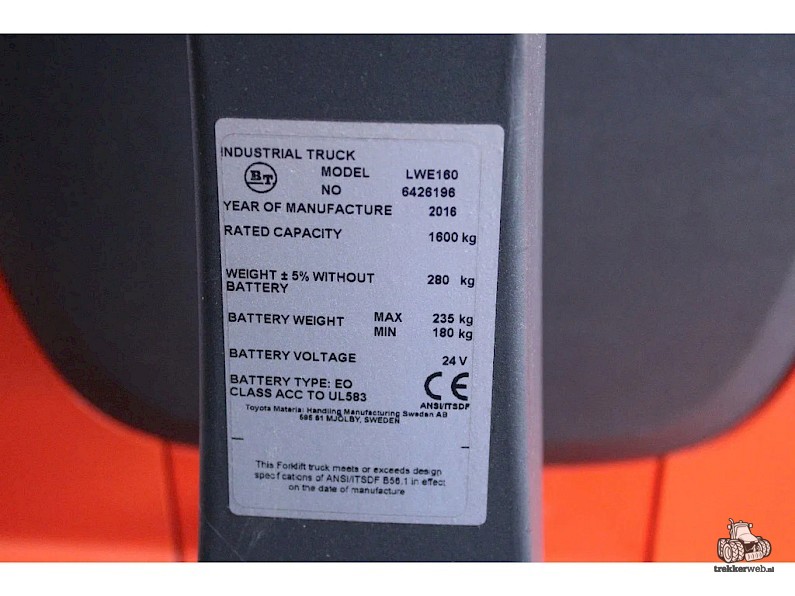 INDUSTRIAL TRUCK
BT
MODEL LWE160
NO 6426196
YEAR OF MANUFACTURE 2016
RATED CAPACITY 1600 kg
WEIGHT ± 5% WITHOUT BATTERY 280 kg
BATTERY WEIGHT MAX 235 kg
MIN 180 kg
BATTERY VOLTAGE 24 V
BATTERY TYPE: EO
CLASS ACC TO UL583
CE
ANSI/ITSDF
Toyota Material Handling Manufacturing Sweden AB
595 81 MJÖLBY, SWEDEN
This Forklift truck meets or exceeds design
specifications of ANSI/ITSDF B56.1 in effect
on the date of manufacture
trekkerweb.nl